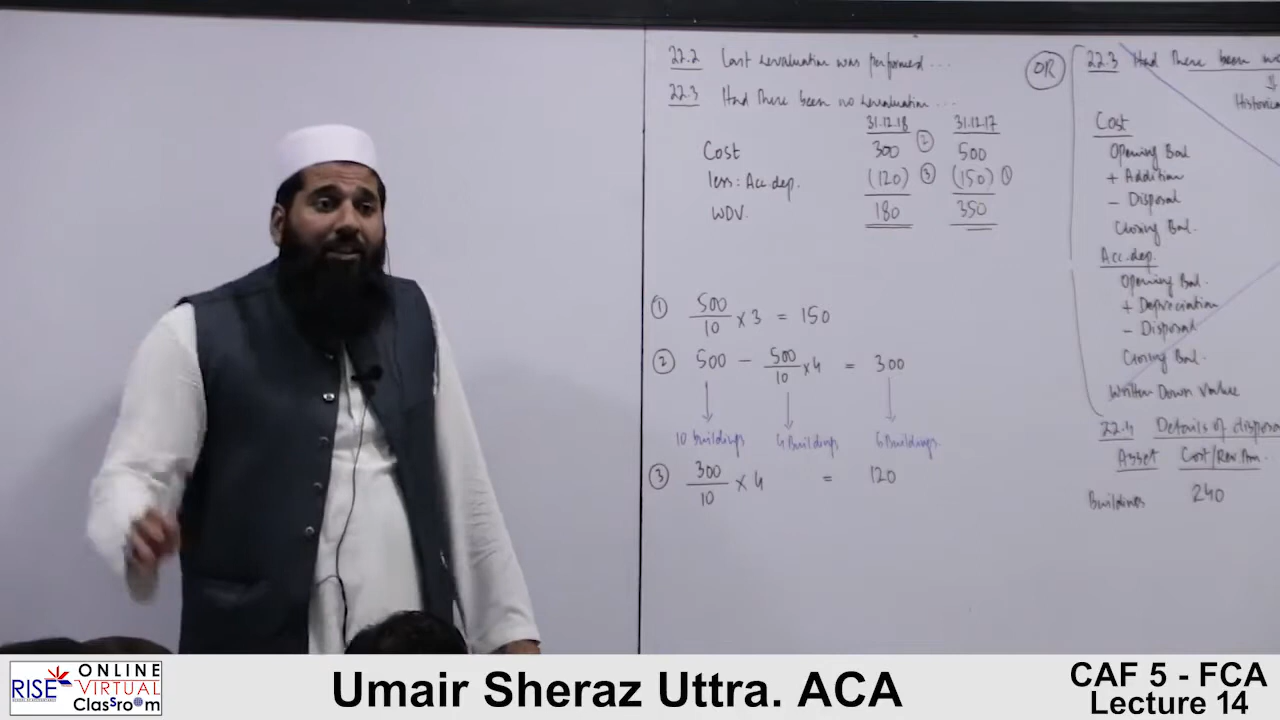 22.2 Last revaluation was performed ...
22.3 Had there been no revaluation ...
31.12.18 31.12.17
Cost 300 ② 500
less: Acc. dep. (120) ③ (150) ①
WDV. 180 350
① 500/10 × 3 = 150
② 500 − 500/10 × 4 = 300
10 Buildings 4 Buildings 6 Buildings
③ 300/10 × 4 = 120
OR
22.3 Had there been
Cost
Opening Bal
+ Addition
− Disposal
Closing Bal.
Acc. dep.
Opening Bal.
+ Depreciation
− Disposal
Closing Bal.
Written Down Value
22.4 Details of
Asset Cost/Rev. Amn.
Buildings 240
RISE ONLINE
VIRTUAL
Classroom
Umair Sheraz Uttra. ACA
CAF 5 - FCA
Lecture 14